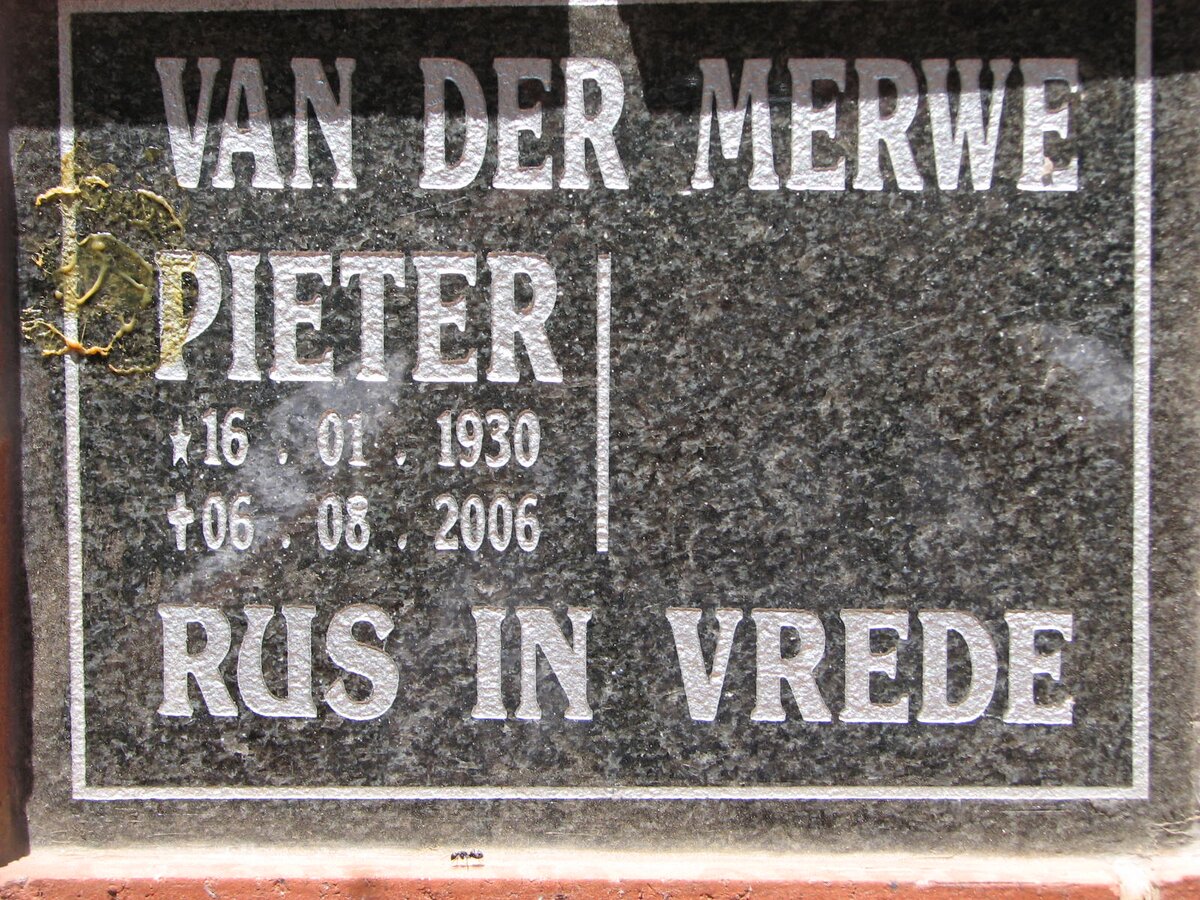 VAN DER MERWE
PIETER
★16 . 01 . 1930
✝06 . 08 . 2006
RUS IN VREDE